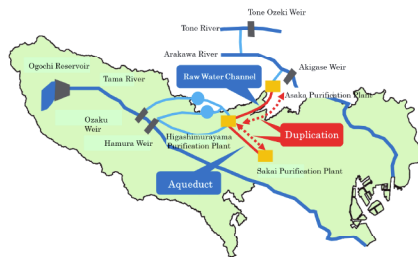 Tone Ozeki Weir
Tone River
Arakawa River
Ogochi Reservoir
Tama River
Raw Water Channel
Akigase Weir
Asaka Purification Plant
Ozaku
Weir
Hamura Weir
Higashimurayama
Purification Plant
Duplication
Sakai Purification Plant
Aqueduct